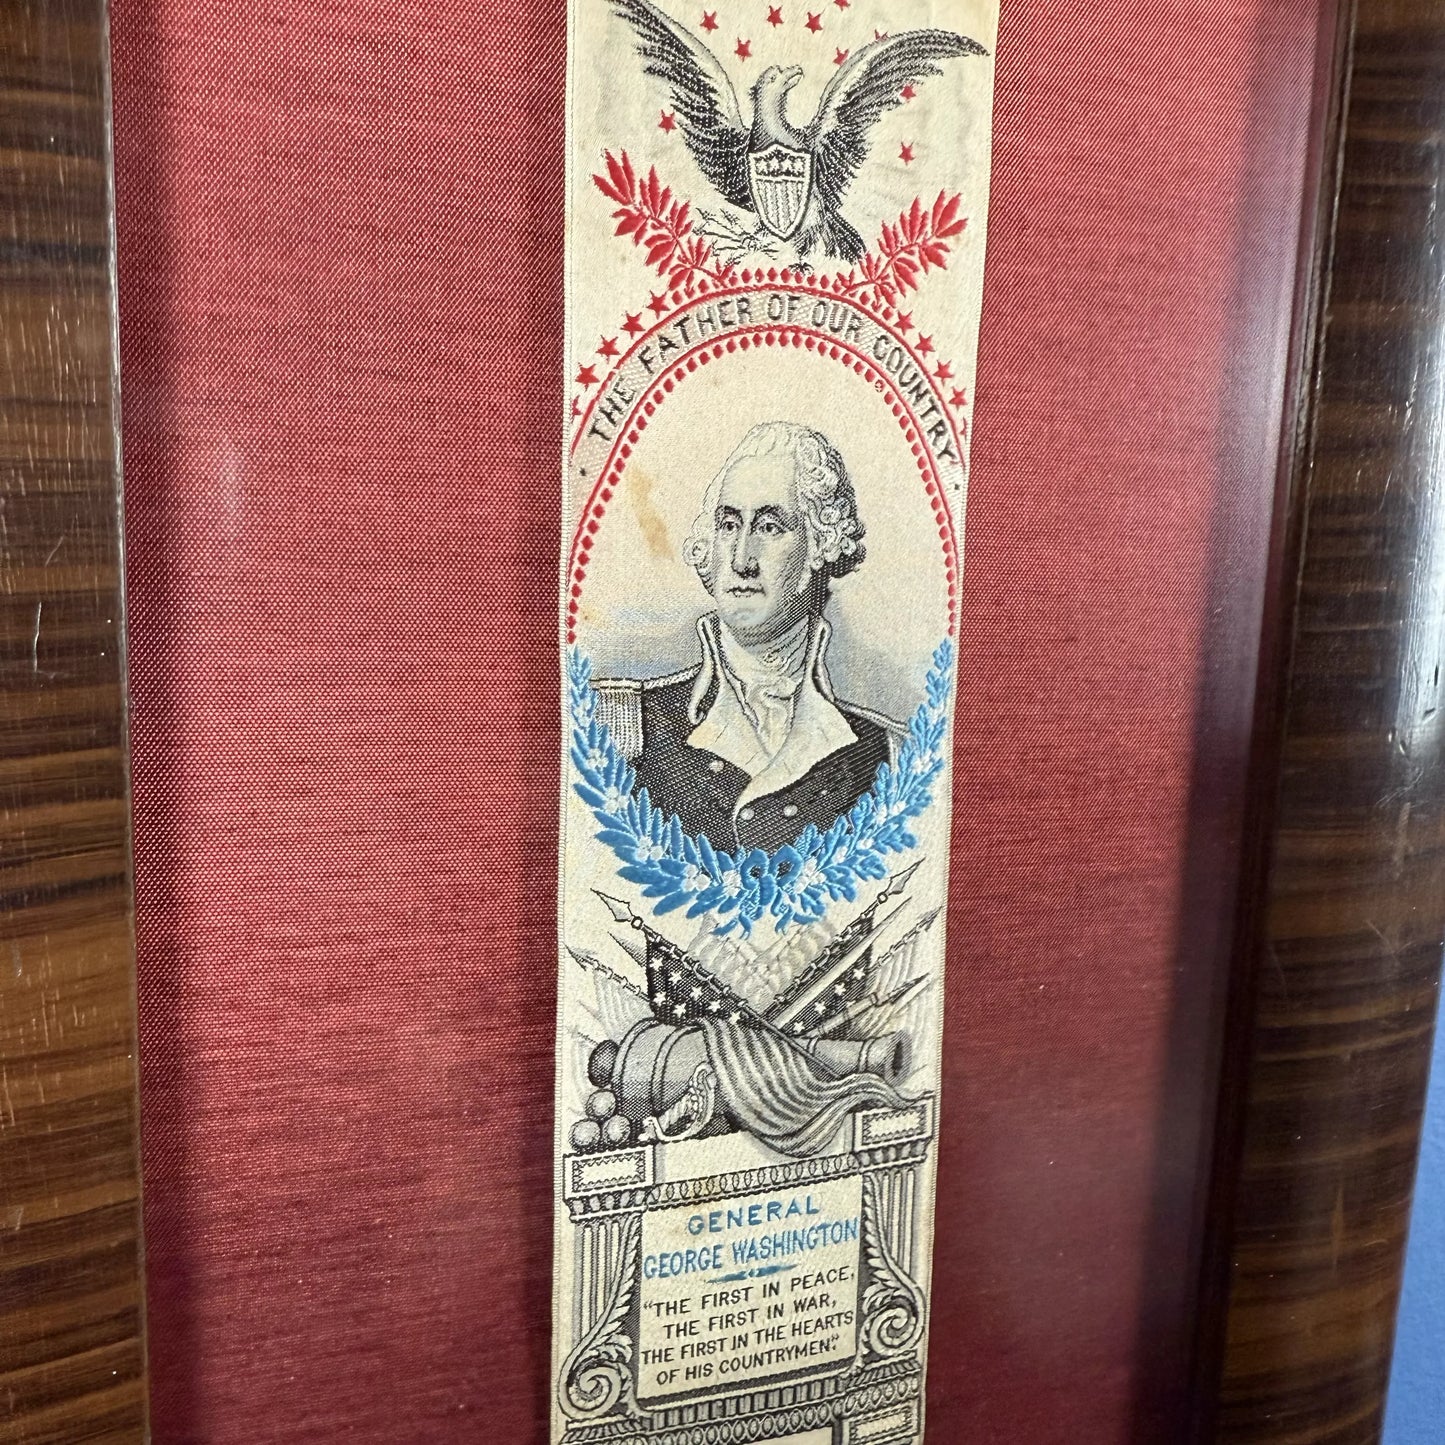 · THE FATHER OF OUR COUNTRY ·
GENERAL
GEORGE WASHINGTON
"THE FIRST IN PEACE,
THE FIRST IN WAR,
THE FIRST IN THE HEARTS
OF HIS COUNTRYMEN."